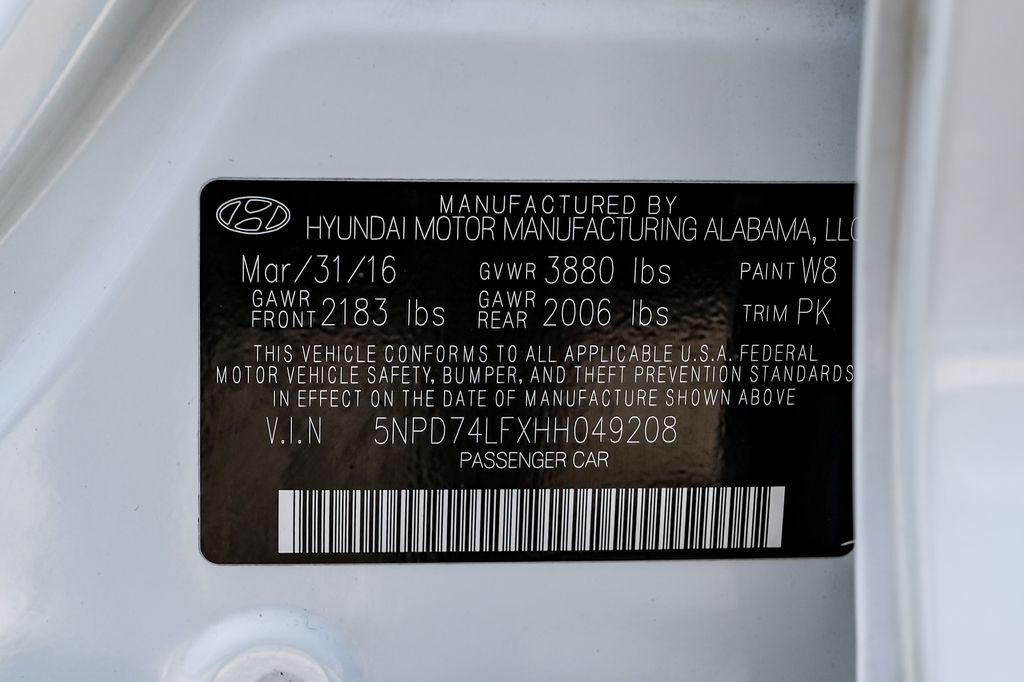 MANUFACTURED BY
HYUNDAI MOTOR MANUFACTURING ALABAMA, LLC
Mar/31/16 GVWR 3880 lbs PAINT W8
GAWR FRONT 2183 lbs GAWR REAR 2006 lbs TRIM PK
THIS VEHICLE CONFORMS TO ALL APPLICABLE U.S.A. FEDERAL
MOTOR VEHICLE SAFETY, BUMPER, AND THEFT PREVENTION STANDARDS
IN EFFECT ON THE DATE OF MANUFACTURE SHOWN ABOVE
V.I.N 5NPD74LFXHH049208
PASSENGER CAR